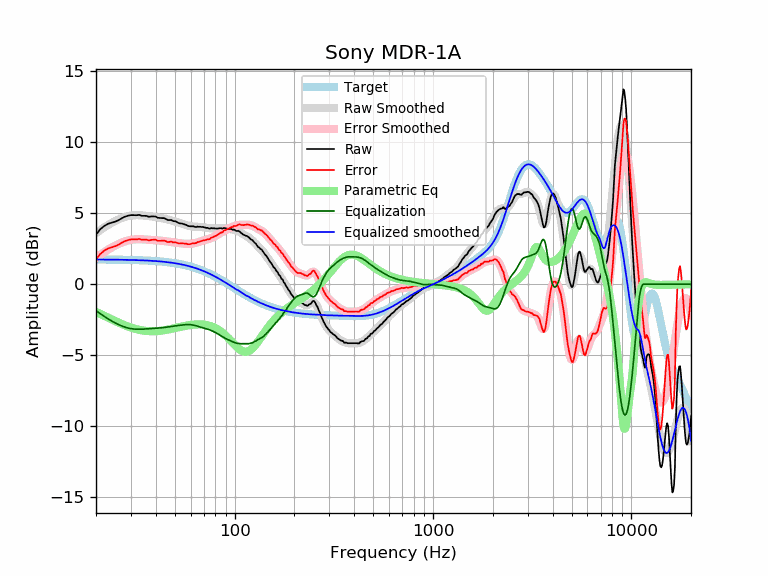 Sony MDR-1A
Target
Raw Smoothed
Error Smoothed
Raw
Error
Parametric Eq
Equalization
Equalized smoothed
Amplitude (dBr)
15
10
5
0
−5
−10
−15
100
1000
10000
Frequency (Hz)